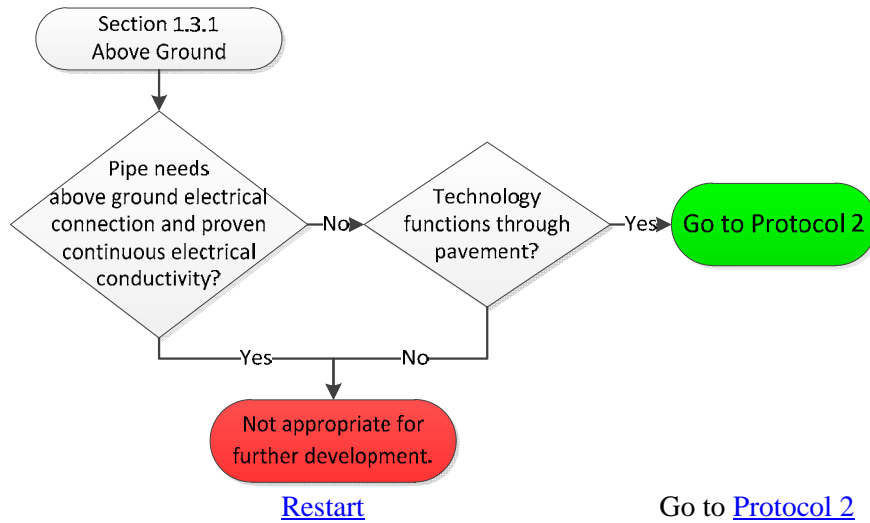 Section 1.3.1
Above Ground
Pipe needs
above ground electrical
connection and proven
continuous electrical
conductivity?
No
Technology
functions through
pavement?
Yes
Go to Protocol 2
Yes
No
Not appropriate for
further development.
Restart
Go to Protocol 2